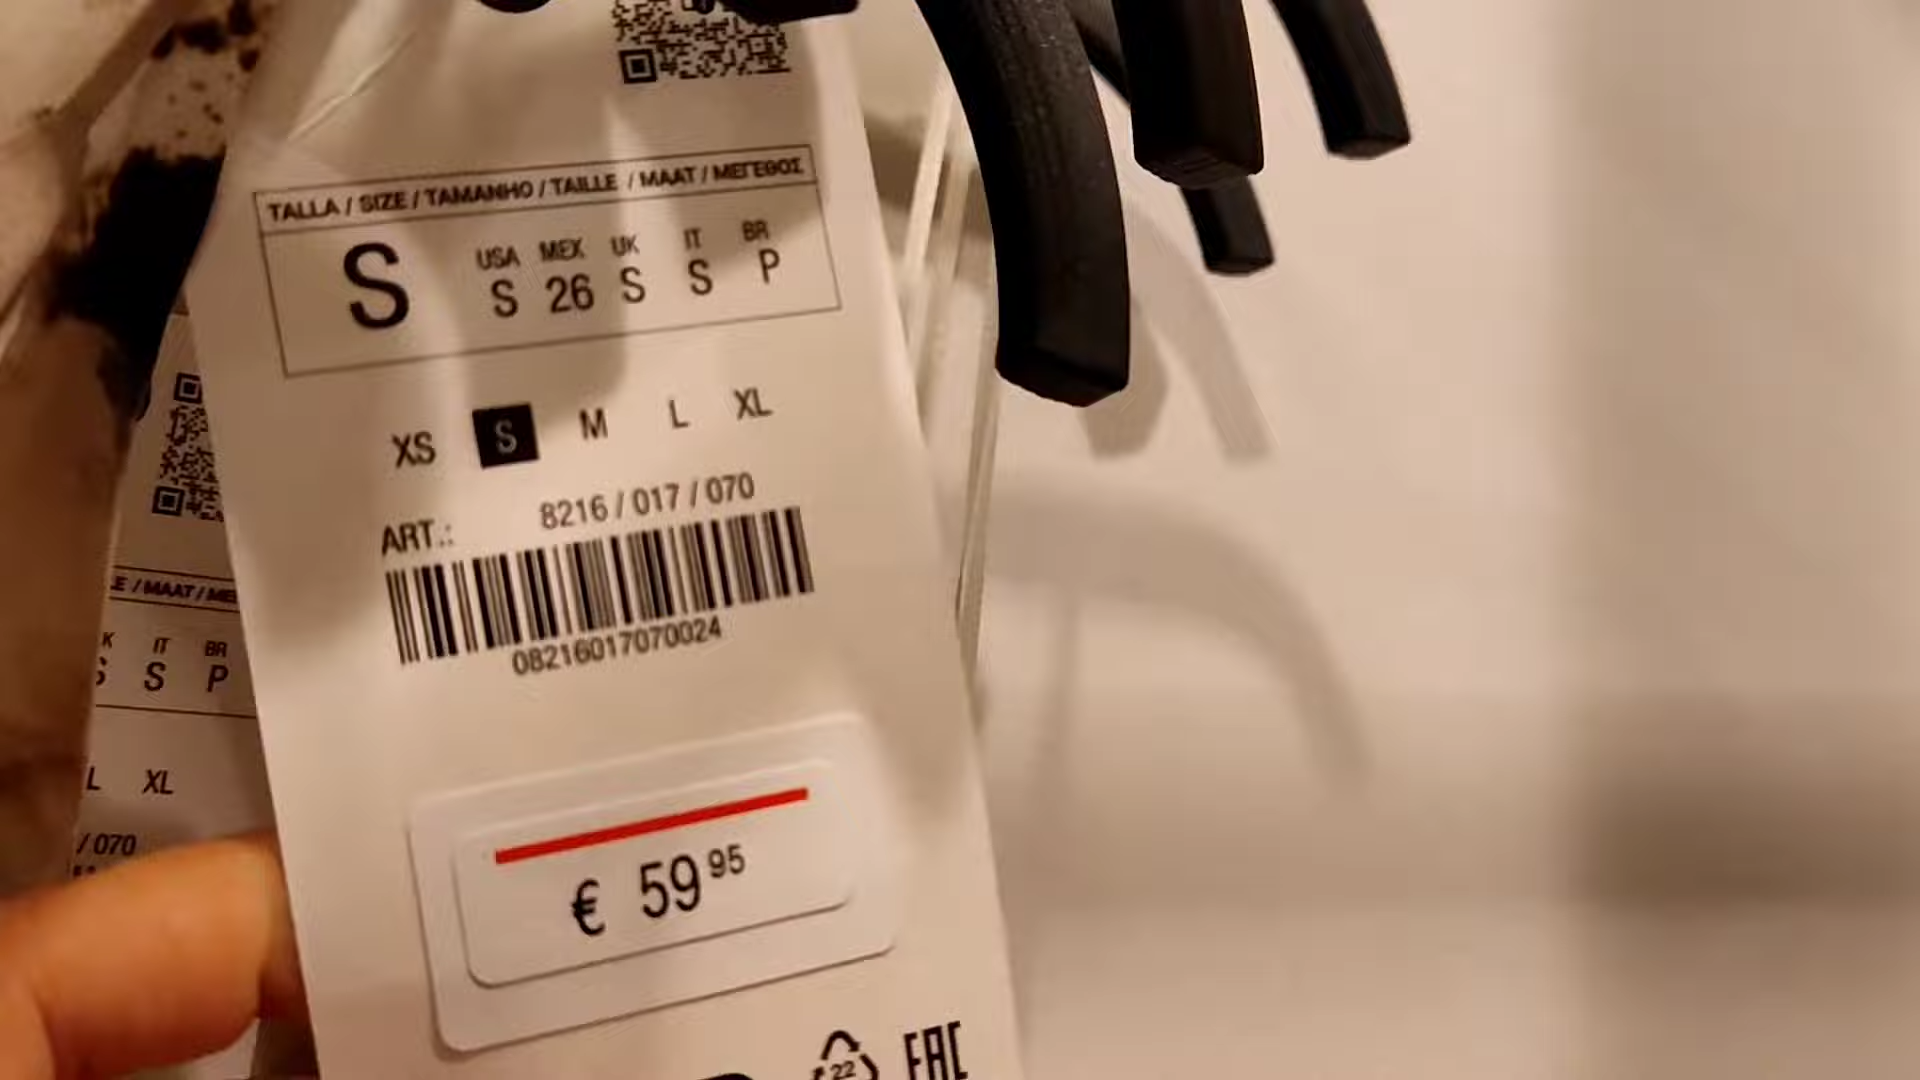 TALLA / SIZE / TAMANHO / TAILLE / MAAT / ΜΕΓΕΘΟΣ
USA MEX UK IT BR
S S 26 S S P
XS S M L XL
ART.: 8216 / 017 / 070
08216017070024
€ 59 95
22
EAC
/ MAAT /
IT BR
S P
L XL
/ 070